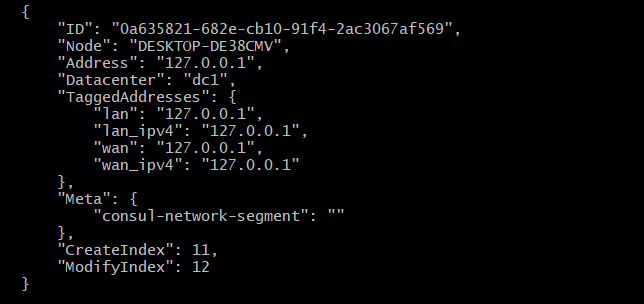 {
    "ID": "0a635821-682e-cb10-91f4-2ac3067af569",
    "Node": "DESKTOP-DE38CMV",
    "Address": "127.0.0.1",
    "Datacenter": "dc1",
    "TaggedAddresses": {
        "lan": "127.0.0.1",
        "lan_ipv4": "127.0.0.1",
        "wan": "127.0.0.1",
        "wan_ipv4": "127.0.0.1"
    },
    "Meta": {
        "consul-network-segment": ""
    },
    "CreateIndex": 11,
    "ModifyIndex": 12
}